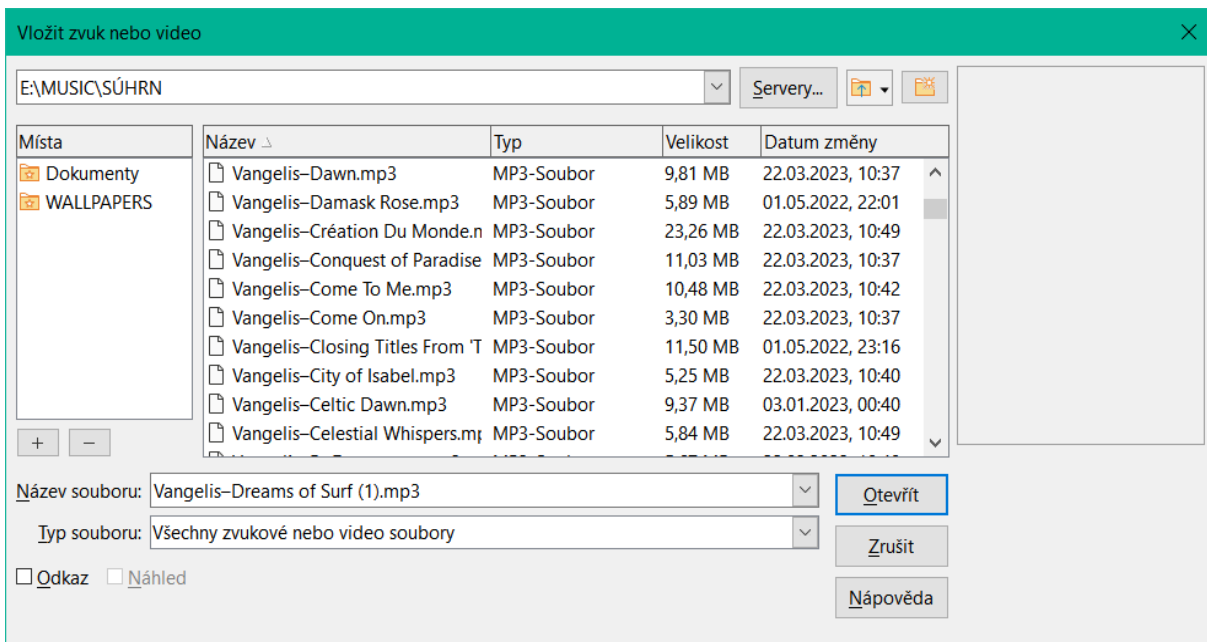 Vložit zvuk nebo video
E:\MUSIC\SÚHRN
Servery...
Místa
Dokumenty
WALLPAPERS
Název Typ Velikost Datum změny
Vangelis–Dawn.mp3 MP3-Soubor 9,81 MB 22.03.2023, 10:37
Vangelis–Damask Rose.mp3 MP3-Soubor 5,89 MB 01.05.2022, 22:01
Vangelis–Création Du Monde. MP3-Soubor 23,26 MB 22.03.2023, 10:49
Vangelis–Conquest of Paradise MP3-Soubor 11,03 MB 22.03.2023, 10:37
Vangelis–Come To Me.mp3 MP3-Soubor 10,48 MB 22.03.2023, 10:42
Vangelis–Come On.mp3 MP3-Soubor 3,30 MB 22.03.2023, 10:37
Vangelis–Closing Titles From 'T MP3-Soubor 11,50 MB 01.05.2022, 23:16
Vangelis–City of Isabel.mp3 MP3-Soubor 5,25 MB 22.03.2023, 10:40
Vangelis–Celtic Dawn.mp3 MP3-Soubor 9,37 MB 03.01.2023, 00:40
Vangelis–Celestial Whispers.m MP3-Soubor 5,84 MB 22.03.2023, 10:49
+ −
Název souboru: Vangelis–Dreams of Surf (1).mp3 Otevřít
Typ souboru: Všechny zvukové nebo video soubory Zrušit
Odkaz Náhled
Nápověda